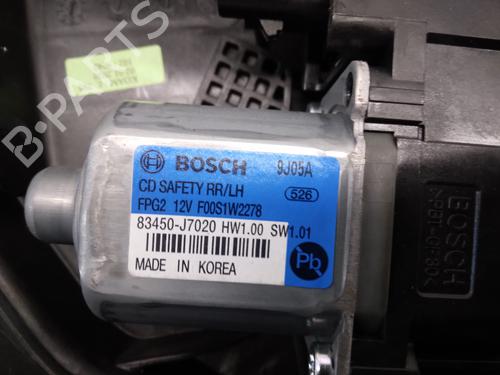 B-PARTS
BOSCH 9J05A
CD SAFETY RR/LH 526
FPG2 12V F00S1W2278
83450-J7020 HW1.00 SW1.01
MADE IN KOREA
Pb
BOSCH